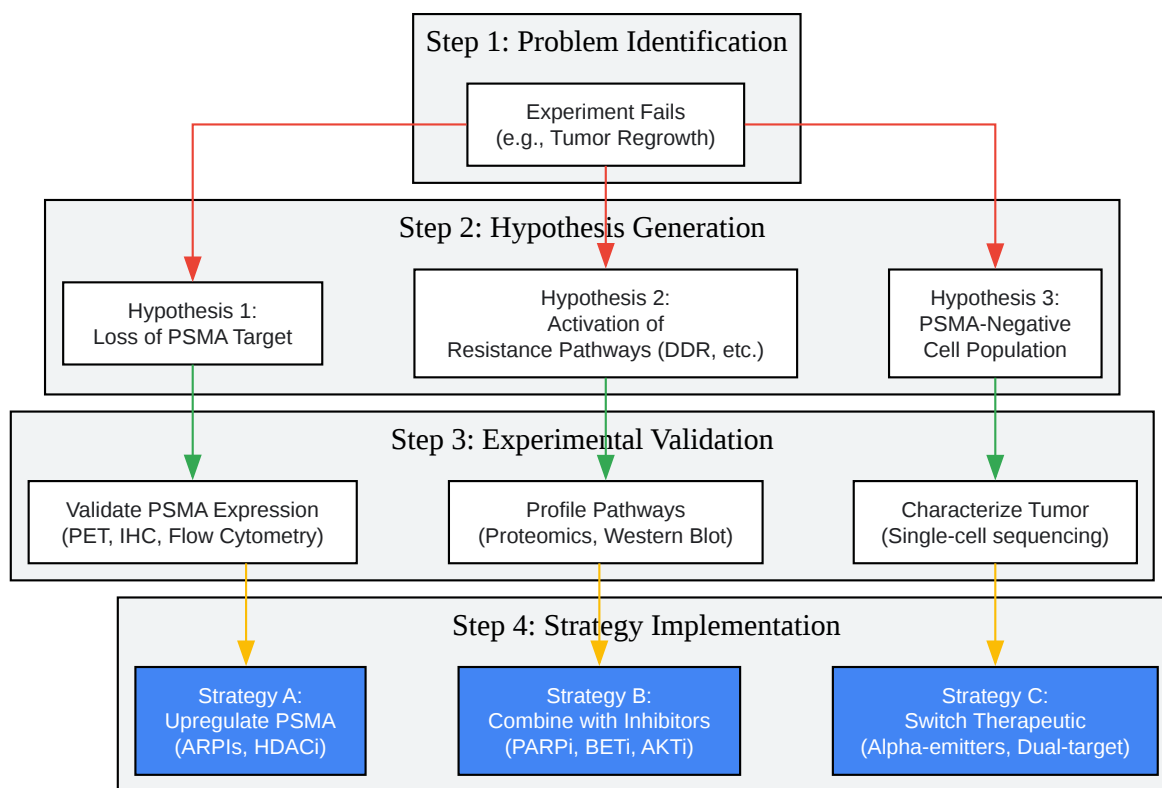 Step 1: Problem Identification
Experiment Fails
(e.g., Tumor Regrowth)
Step 2: Hypothesis Generation
Hypothesis 1:
Loss of PSMA Target
Hypothesis 2:
Activation of
Resistance Pathways (DDR, etc.)
Hypothesis 3:
PSMA-Negative
Cell Population
Step 3: Experimental Validation
Validate PSMA Expression
(PET, IHC, Flow Cytometry)
Profile Pathways
(Proteomics, Western Blot)
Characterize Tumor
(Single-cell sequencing)
Step 4: Strategy Implementation
Strategy A:
Upregulate PSMA
(ARPIs, HDACi)
Strategy B:
Combine with Inhibitors
(PARPi, BETi, AKTi)
Strategy C:
Switch Therapeutic
(Alpha-emitters, Dual-target)